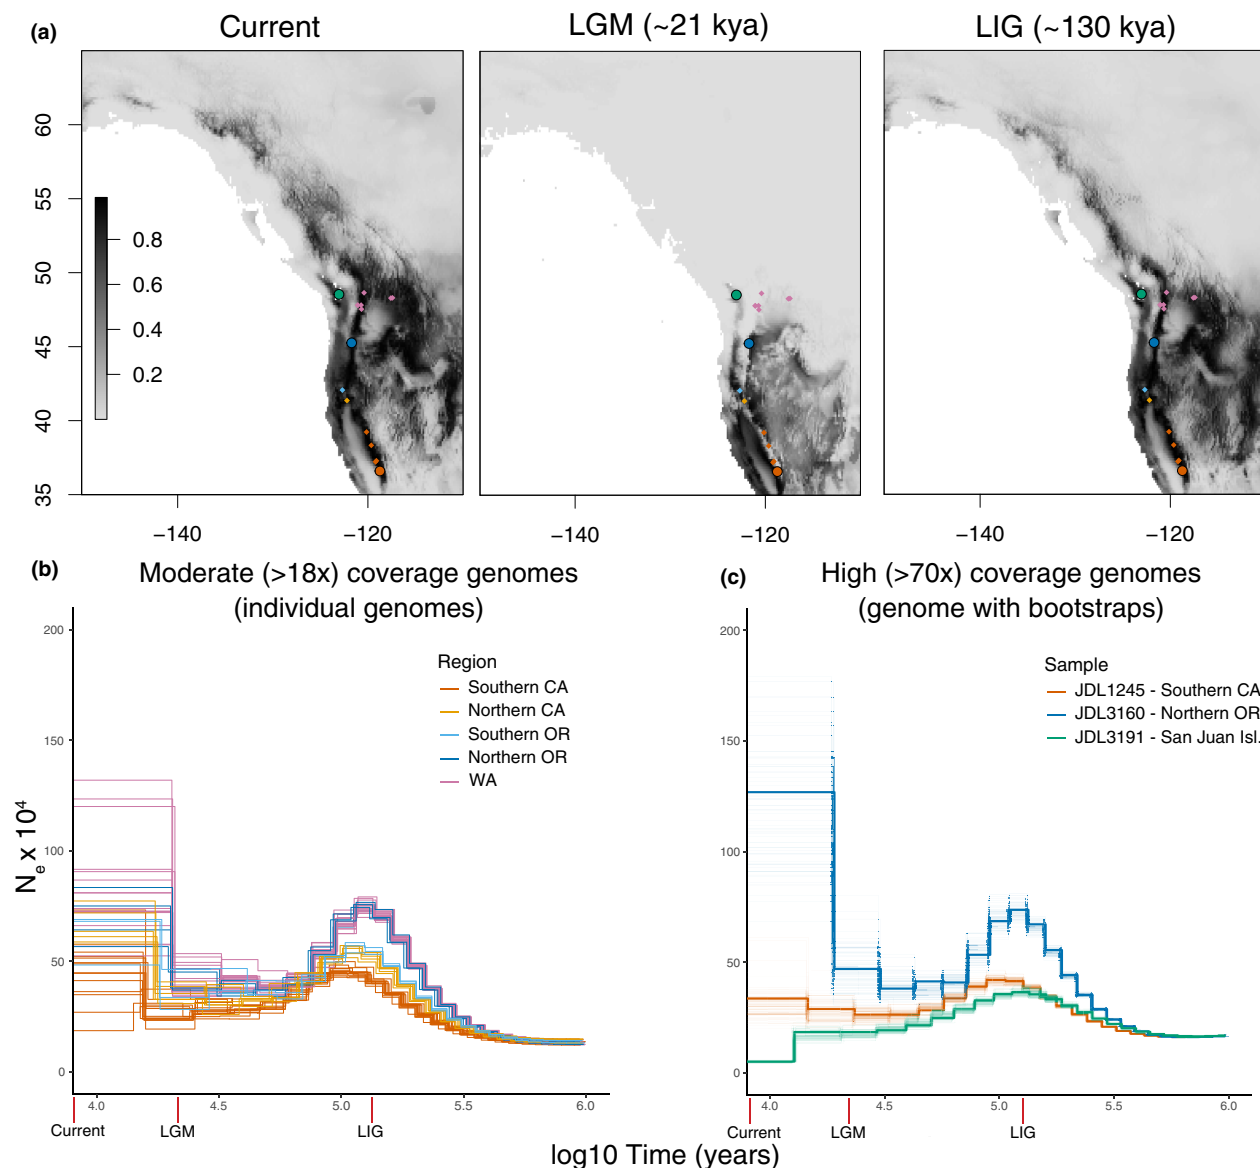 (a)
Current
LGM (~21 kya)
LIG (~130 kya)
60
55
50
45
40
35
0.8
0.6
0.4
0.2
−140
−120
−140
−120
−140
−120
(b)
Moderate (>18x) coverage genomes
(individual genomes)
(c)
High (>70x) coverage genomes
(genome with bootstraps)
200
150
100
50
0
Region
Southern CA
Northern CA
Southern OR
Northern OR
WA
200
150
100
50
0
Sample
JDL1245 - Southern CA
JDL3160 - Northern OR
JDL3191 - San Juan Isl.
Ne x 10⁴
4.0
4.5
5.0
5.5
6.0
Current
LGM
LIG
4.0
4.5
5.0
5.5
6.0
Current
LGM
LIG
log10 Time (years)